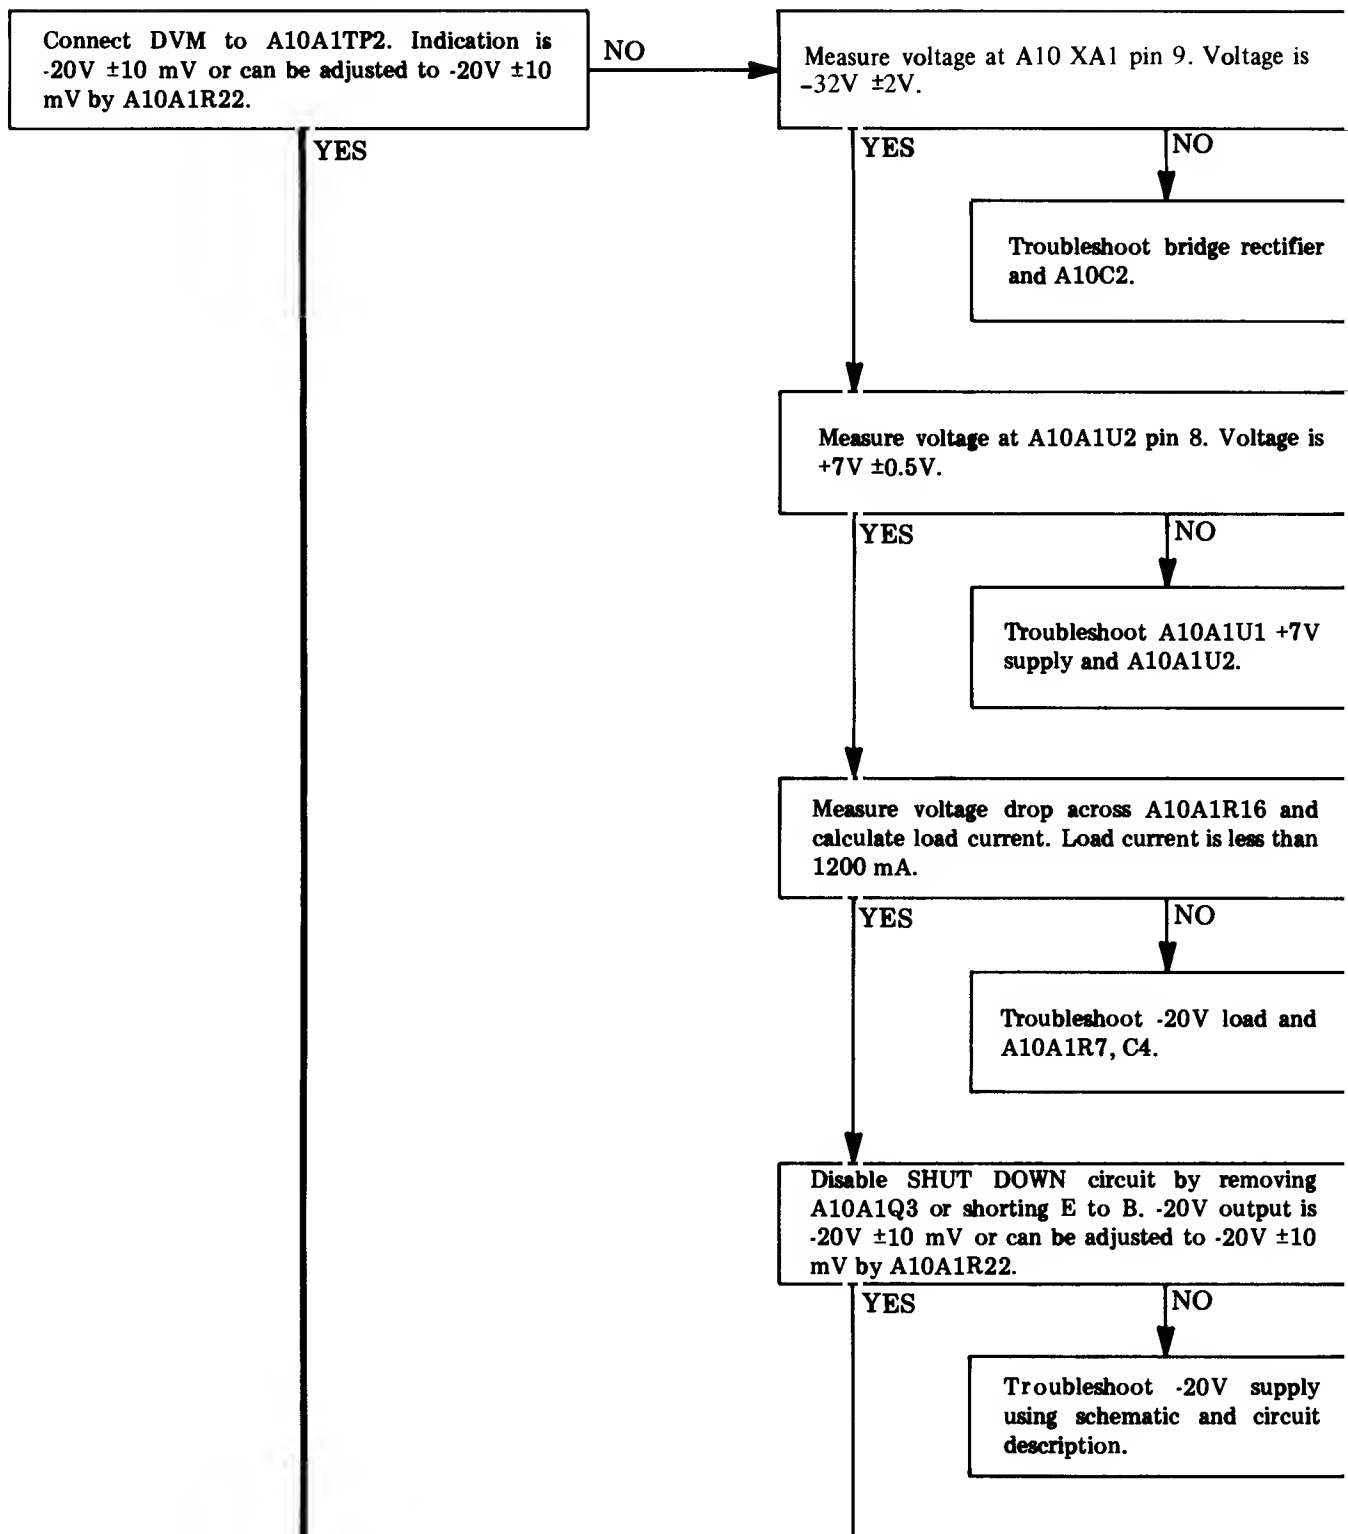 Connect DVM to A10A1TP2. Indication is
-20V ±10 mV or can be adjusted to -20V ±10
mV by A10A1R22.
NO
YES
Measure voltage at A10 XA1 pin 9. Voltage is
-32V ±2V.
YES
NO
Troubleshoot bridge rectifier
and A10C2.
Measure voltage at A10A1U2 pin 8. Voltage is
+7V ±0.5V.
YES
NO
Troubleshoot A10A1U1 +7V
supply and A10A1U2.
Measure voltage drop across A10A1R16 and
calculate load current. Load current is less than
1200 mA.
YES
NO
Troubleshoot -20V load and
A10A1R7, C4.
Disable SHUT DOWN circuit by removing
A10A1Q3 or shorting E to B. -20V output is
-20V ±10 mV or can be adjusted to -20V ±10
mV by A10A1R22.
YES
NO
Troubleshoot -20V supply
using schematic and circuit
description.